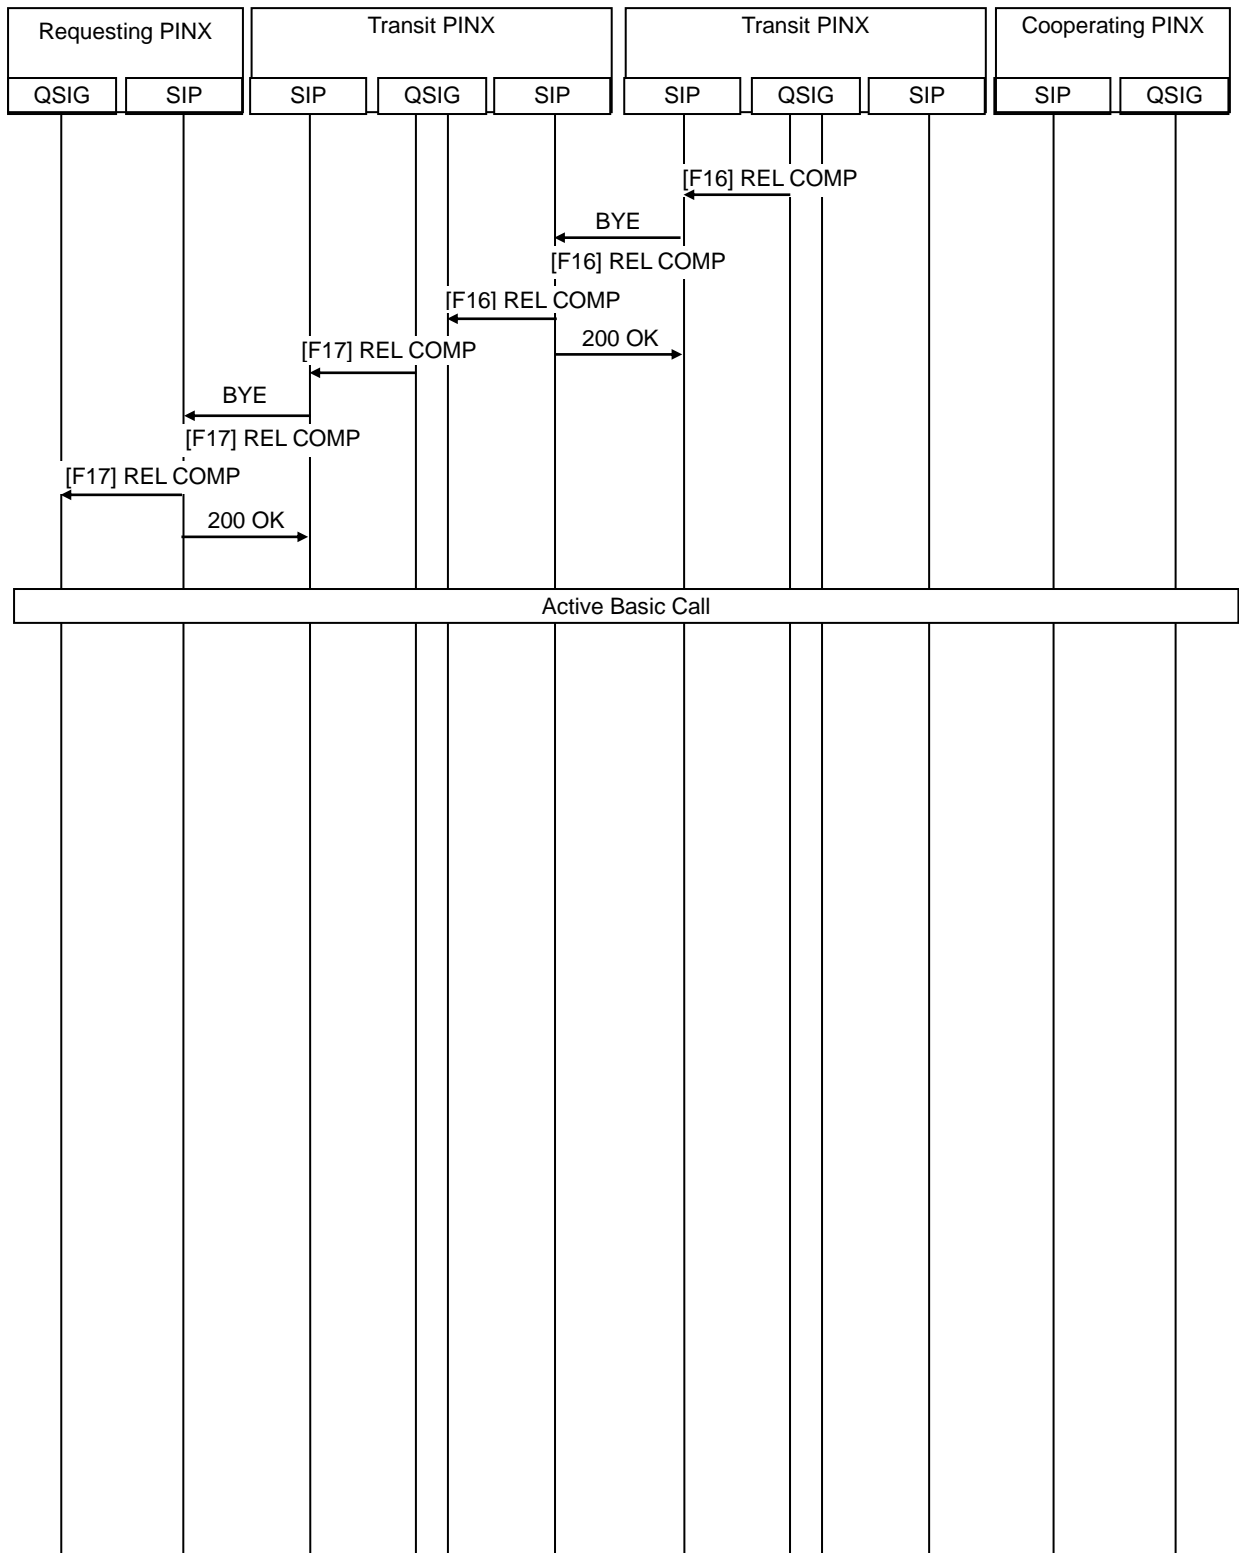 Requesting PINX
Transit PINX
Transit PINX
Cooperating PINX
QSIG
SIP
SIP
QSIG
SIP
SIP
QSIG
SIP
SIP
QSIG
[F16] REL COMP
BYE
[F16] REL COMP
[F16] REL COMP
200 OK
[F17] REL COMP
BYE
[F17] REL COMP
[F17] REL COMP
200 OK
Active Basic Call